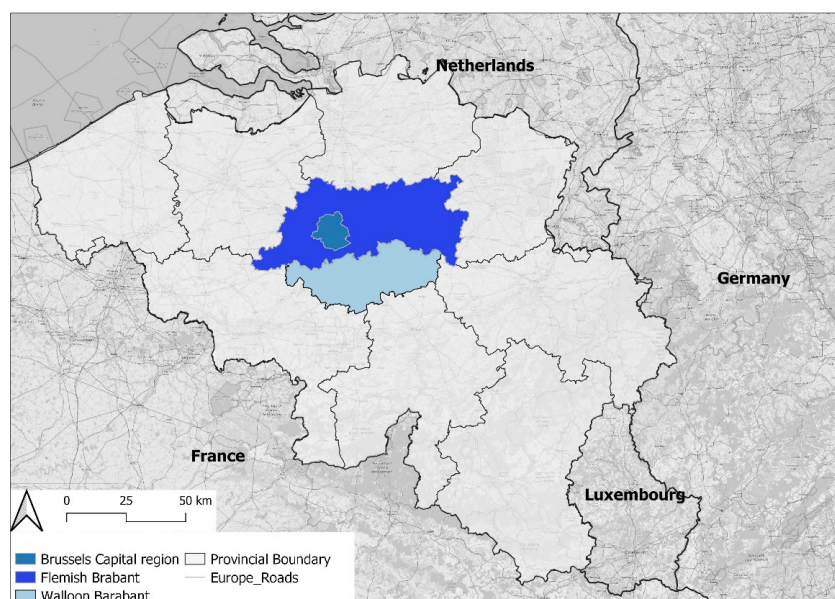 Netherlands
Germany
France
Luxembourg
0 25 50 km
Brussels Capital region
Provincial Boundary
Flemish Brabant
Europe_Roads
Walloon Barabant